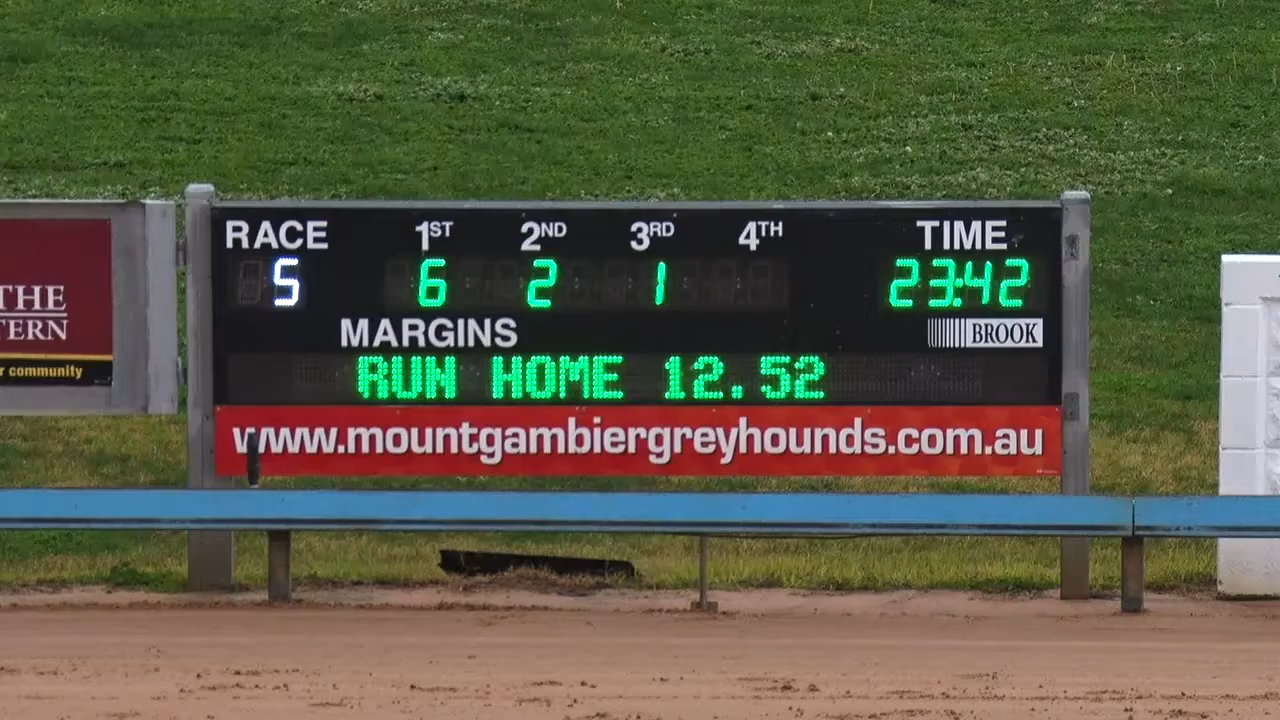 RACE 1ST 2ND 3RD 4TH TIME
5 6 2 1 23:42
MARGINS BROOK
RUN HOME 12.52
www.mountgambiergreyhounds.com.au
THE
TERN
r community